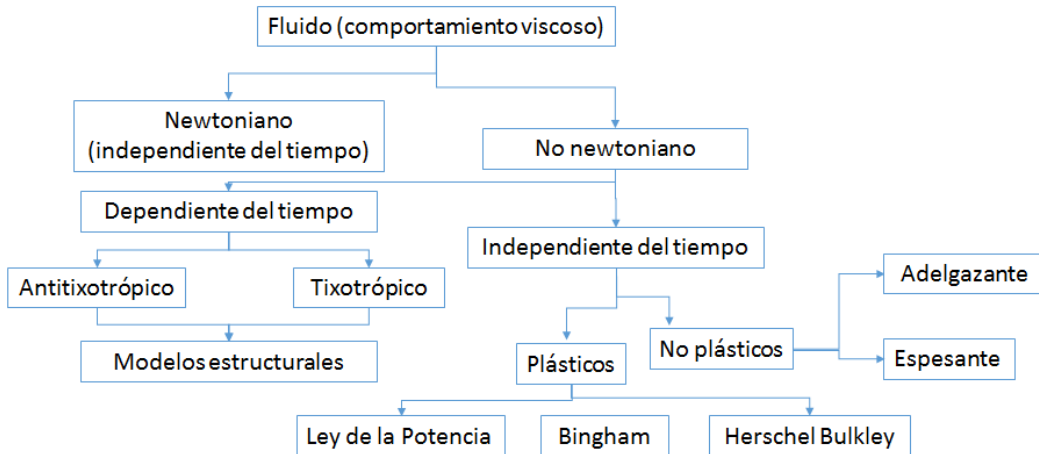 Fluido (comportamiento viscoso)
Newtoniano
(independiente del tiempo)
No newtoniano
Dependiente del tiempo
Independiente del tiempo
Antitixotrópico
Tixotrópico
Adelgazante
Modelos estructurales
Plásticos
No plásticos
Espesante
Ley de la Potencia
Bingham
Herschel Bulkley